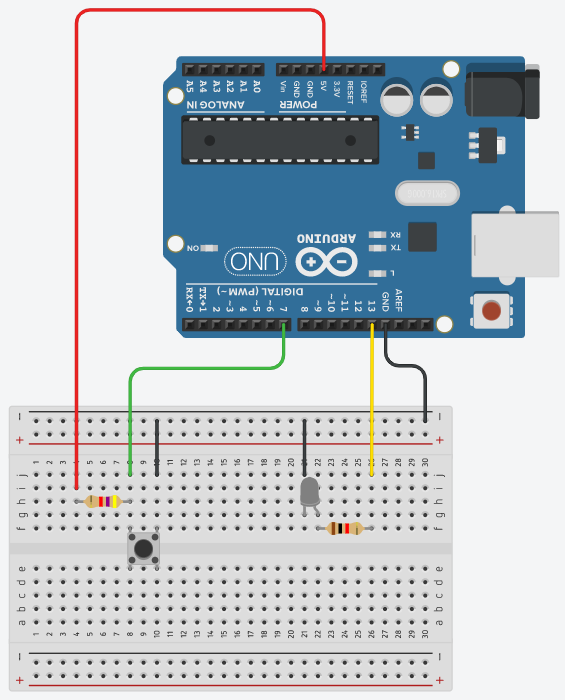 A5 A4 A3 A2 A1 A0 Vin GND GND 5V 3.3V RESET IOREF
ANALOG IN POWER
RX
ON UNO ARDUINO TX
L
DIGITAL (PWM~)
RX←0 TX→1 2 ~3 4 ~5 ~6 7 8 ~9 ~10 ~11 12 13 GND AREF
− −
+ +
1 2 3 4 5 6 7 8 9 10 11 12 13 14 15 16 17 18 19 20 21 22 23 24 25 26 27 28 29 30
j j
i i
h h
g g
f f
e e
d d
c c
b b
a a
1 2 3 4 5 6 7 8 9 10 11 12 13 14 15 16 17 18 19 20 21 22 23 24 25 26 27 28 29 30
− −
+ +